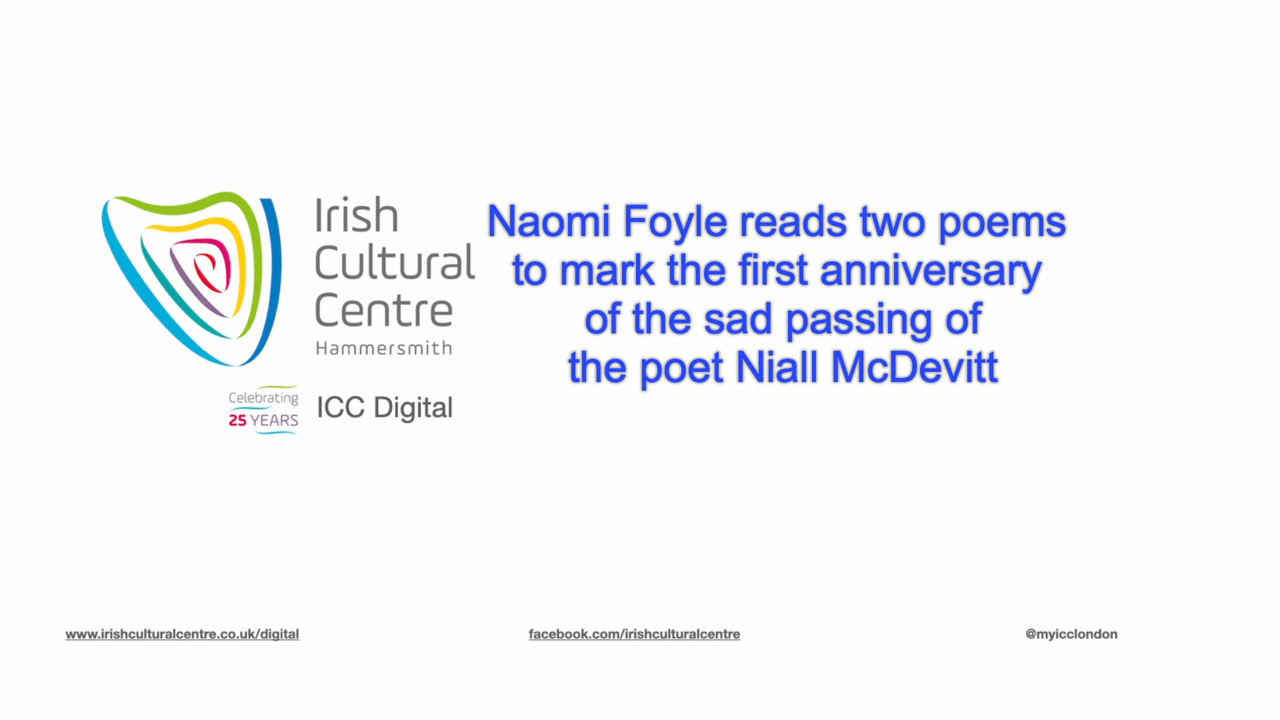 Irish
Cultural
Centre
Hammersmith
Celebrating
25 YEARS
ICC Digital
Naomi Foyle reads two poems
to mark the first anniversary
of the sad passing of
the poet Niall McDevitt
www.irishculturalcentre.co.uk/digital
facebook.com/irishculturalcentre
@myicclondon